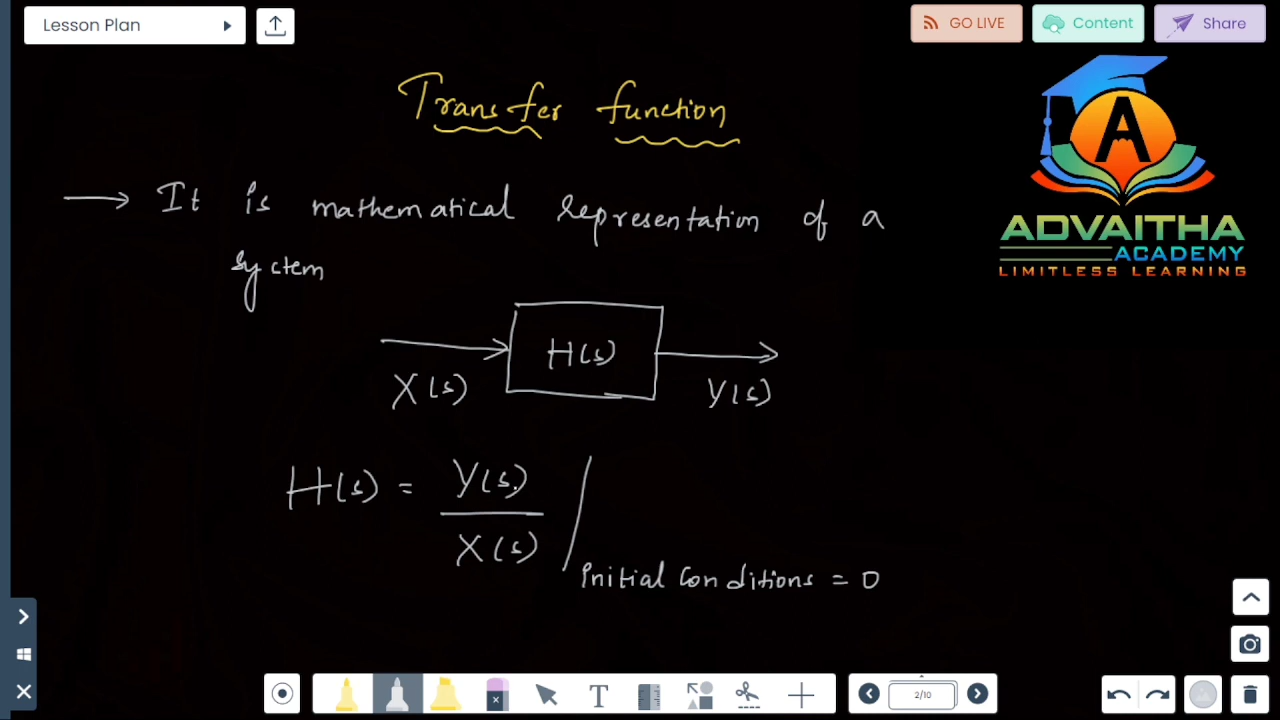 Lesson Plan
GO LIVE
Content
Share
Transfer function
A
ADVAITHA
ACADEMY
LIMITLESS LEARNING
→ It is mathematical representation of a
system
H(s)
X(s)
Y(s)
H(s) = Y(s)
X(s)
Initial Conditions = 0
T
2/10
A